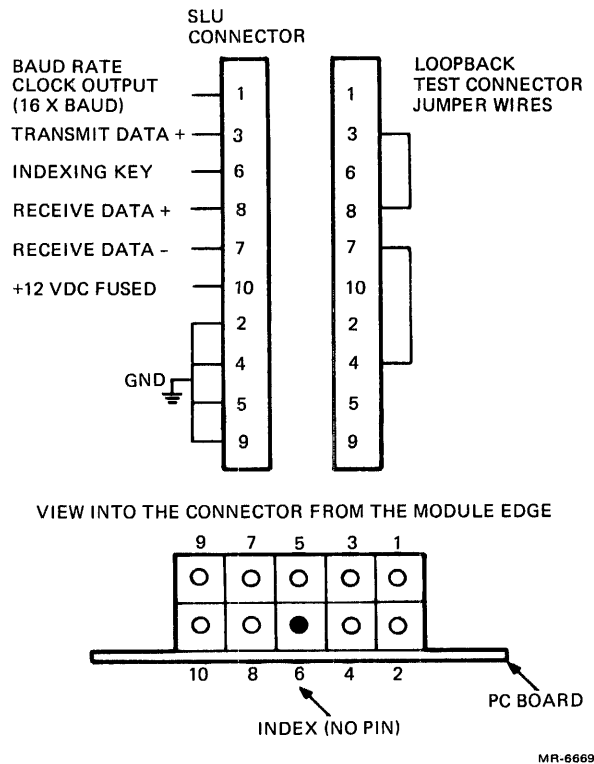 SLU
CONNECTOR
BAUD RATE
CLOCK OUTPUT
(16 X BAUD)
TRANSMIT DATA +
INDEXING KEY
RECEIVE DATA +
RECEIVE DATA -
+12 VDC FUSED
GND
1
3
6
8
7
10
2
4
5
9
LOOPBACK
TEST CONNECTOR
JUMPER WIRES
1
3
6
8
7
10
2
4
5
9
VIEW INTO THE CONNECTOR FROM THE MODULE EDGE
9 7 5 3 1
10 8 6 4 2
PC BOARD
INDEX (NO PIN)
MR-6669